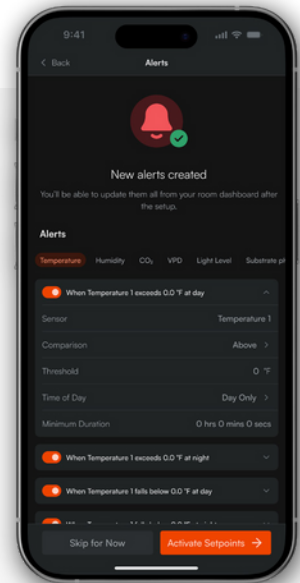 9:41
Back
Alerts
New alerts created
You'll be able to update them all from your room dashboard after
the setup.
Alerts
Temperature Humidity CO₂ VPD Light Level Substrate pH
When Temperature 1 exceeds 0.0 °F at day
Sensor Temperature 1
Comparison Above
Threshold 0 °F
Time of Day Day Only
Minimum Duration 0 hrs 0 mins 0 secs
When Temperature 1 exceeds 0.0 °F at night
When Temperature 1 falls below 0.0 °F at day
Skip for Now Activate Setpoints